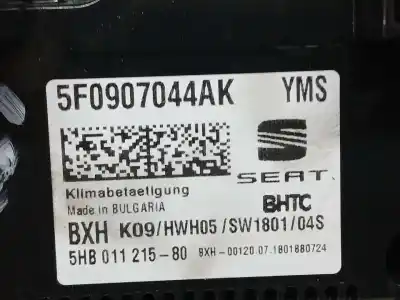 5F0907044AK YMS
SEAT
Klimabetaetigung
Made in BULGARIA
BHTC
BXH K09/HWH05/SW1801/04S
5HB 011 215-80 BXH-00120.07.1801880724